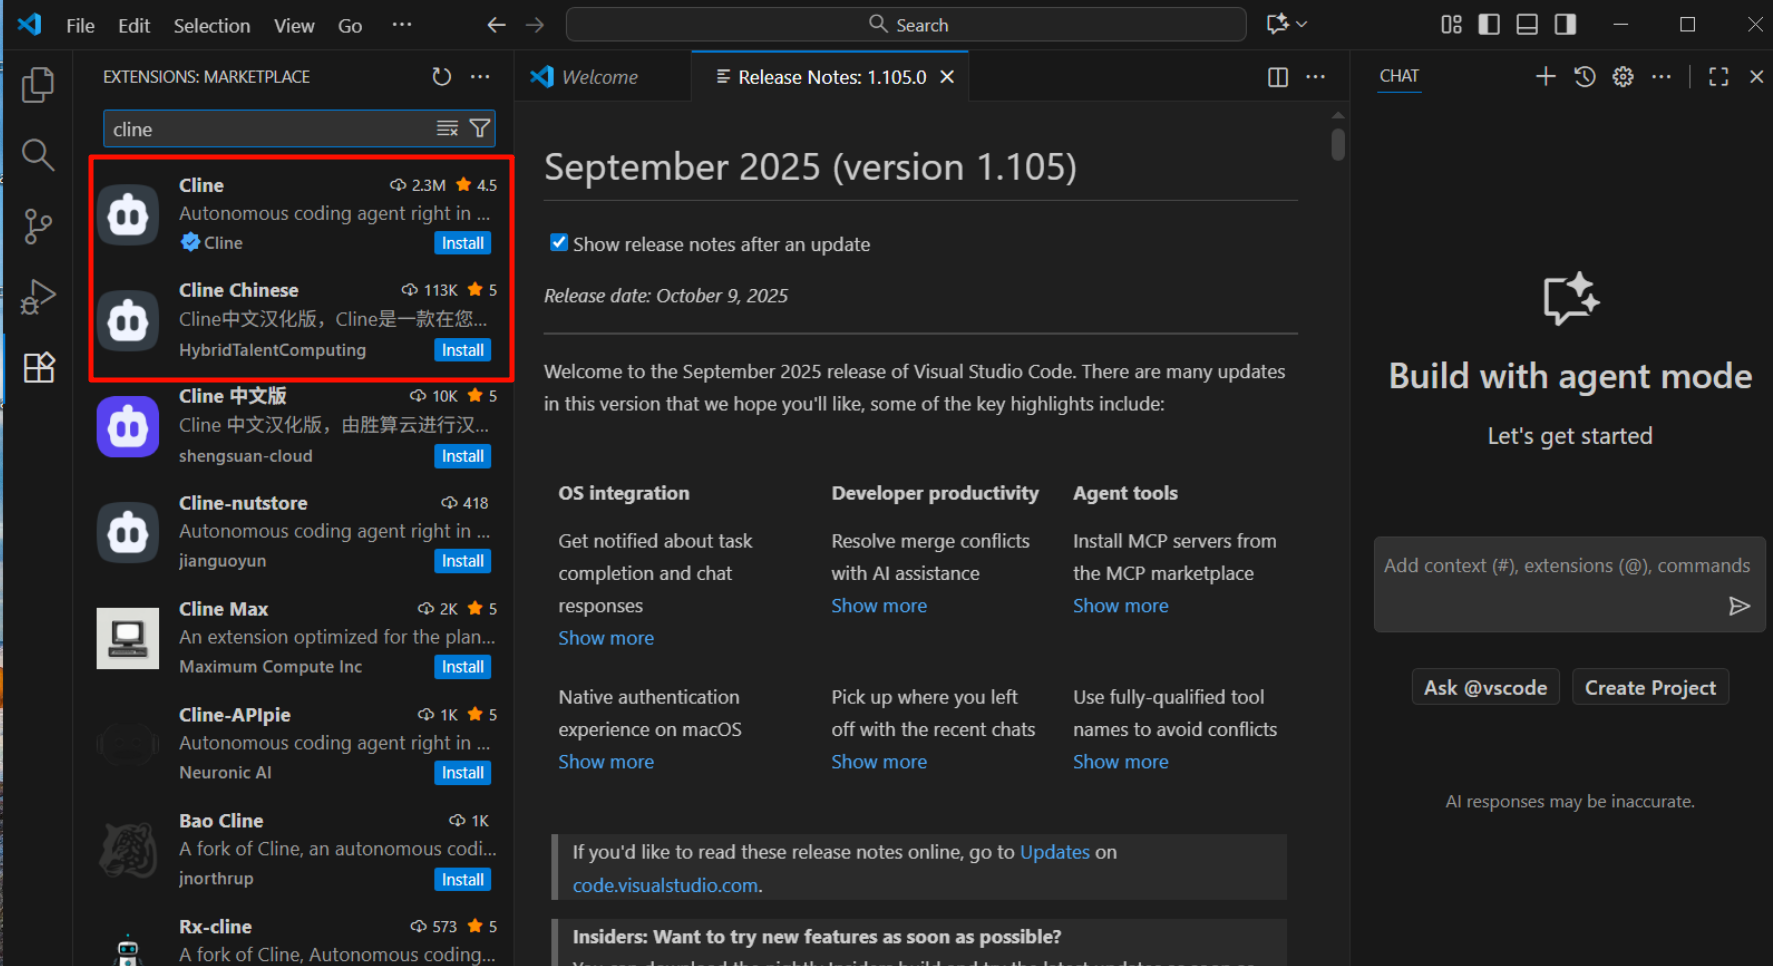 File Edit Selection View Go ···
Search
EXTENSIONS: MARKETPLACE
cline
Cline 2.3M 4.5
Autonomous coding agent right in ...
Cline Install
Cline Chinese 113K 5
Cline中文汉化版，Cline是一款在您...
HybridTalentComputing Install
Cline 中文版 10K 5
Cline 中文汉化版，由胜算云进行汉...
shengsuan-cloud Install
Cline-nutstore 418
Autonomous coding agent right in ...
jianguoyun Install
Cline Max 2K 5
An extension optimized for the plan...
Maximum Compute Inc Install
Cline-APIpie 1K 5
Autonomous coding agent right in ...
Neuronic AI Install
Bao Cline 1K
A fork of Cline, an autonomous codi...
jnorthrup Install
Rx-cline 573 5
A fork of Cline, Autonomous coding...
Welcome
Release Notes: 1.105.0
September 2025 (version 1.105)
Show release notes after an update
Release date: October 9, 2025
Welcome to the September 2025 release of Visual Studio Code. There are many updates
in this version that we hope you'll like, some of the key highlights include:
OS integration
Get notified about task
completion and chat
responses
Show more
Developer productivity
Resolve merge conflicts
with AI assistance
Show more
Agent tools
Install MCP servers from
the MCP marketplace
Show more
Native authentication
experience on macOS
Show more
Pick up where you left
off with the recent chats
Show more
Use fully-qualified tool
names to avoid conflicts
Show more
If you'd like to read these release notes online, go to Updates on
code.visualstudio.com.
Insiders: Want to try new features as soon as possible?
CHAT
Build with agent mode
Let's get started
Add context (#), extensions (@), commands
Ask @vscode Create Project
AI responses may be inaccurate.